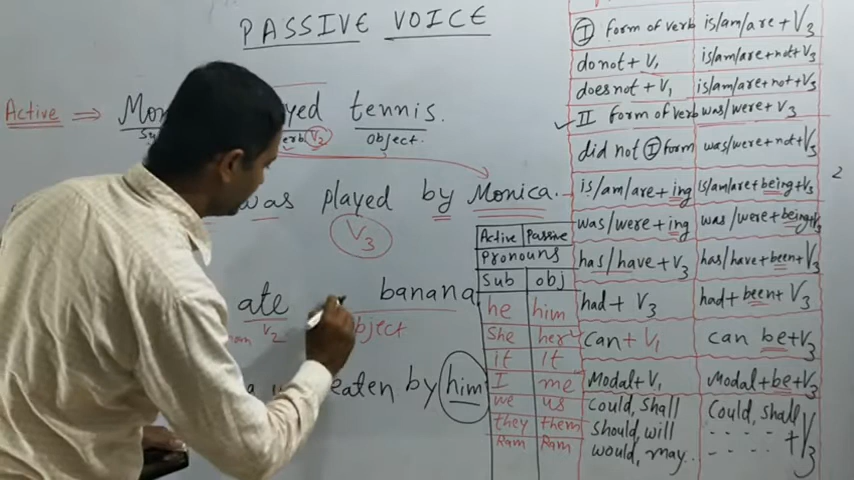 PASSIVE VOICE
Active ⇒ tennis.
V2 object.
was played by Monica.
V3
ate banana
V2
eaten by him
Active Passive
Pronouns
Sub obj
he him
She her
it it
I me
we us
they them
Ram Ram
I form of verb is/am/are + V3
do not + V1 is/am/are + not + V3
does not + V1 is/am/are + not + V3
II form of verb was/were + V3
did not I form was/were + not + V3
is/am/are + ing is/am/are + being + V3
was/were + ing was/were + being + V3
has/have + V3 has/have + been + V3
had + V3 had + been + V3
can + V1 can be + V3
Modal + V1 Modal + be + V3
Could, shall Could, shall
should, will - - - - - + V3
would, may.. - - - -
2